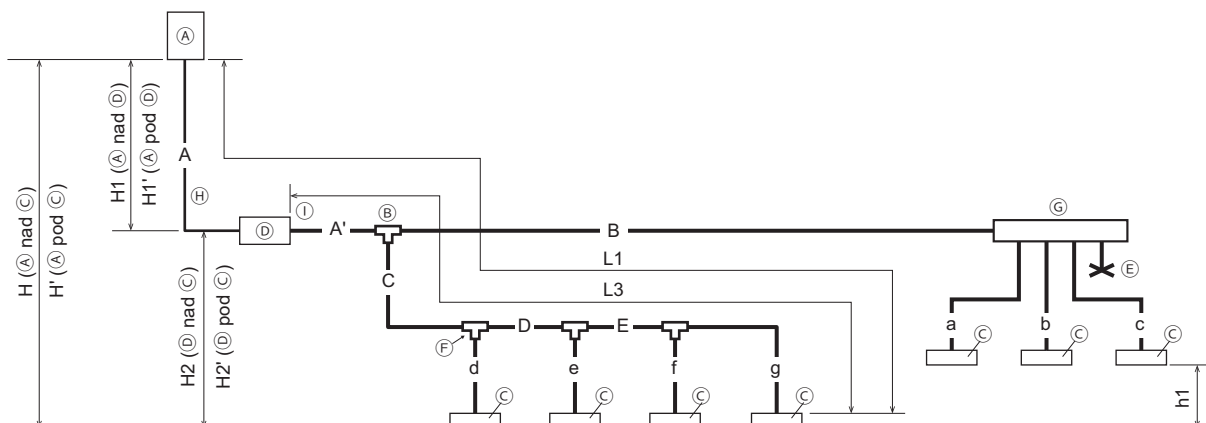 Ⓐ
H (Ⓐ nad Ⓒ)
H' (Ⓐ pod Ⓒ)
H1 (Ⓐ nad Ⓓ)
H1' (Ⓐ pod Ⓓ)
A
Ⓗ
Ⓘ
Ⓓ
A'
Ⓑ
B
Ⓖ
Ⓔ
H2 (Ⓓ nad Ⓒ)
H2' (Ⓓ pod Ⓒ)
C
L1
L3
Ⓕ
D
E
a
b
c
Ⓒ
Ⓒ
Ⓒ
d
e
f
g
Ⓒ
Ⓒ
Ⓒ
Ⓒ
h1